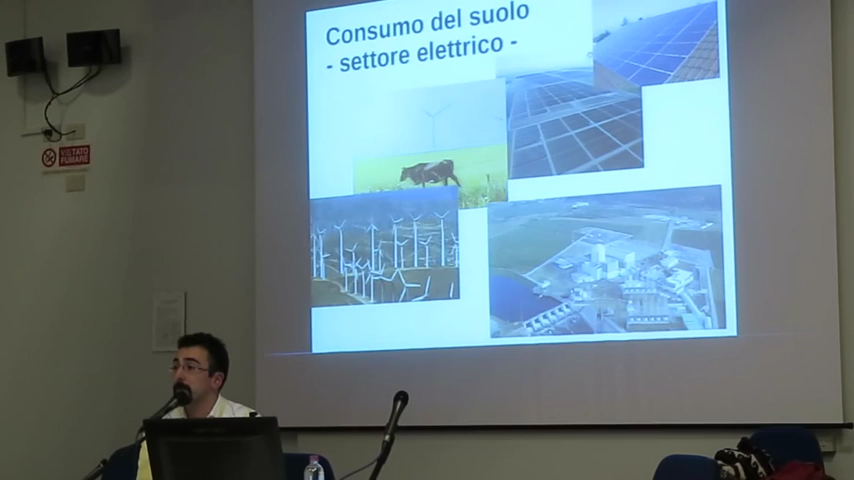 Consumo del suolo
- settore elettrico -
VIETATO
FUMARE